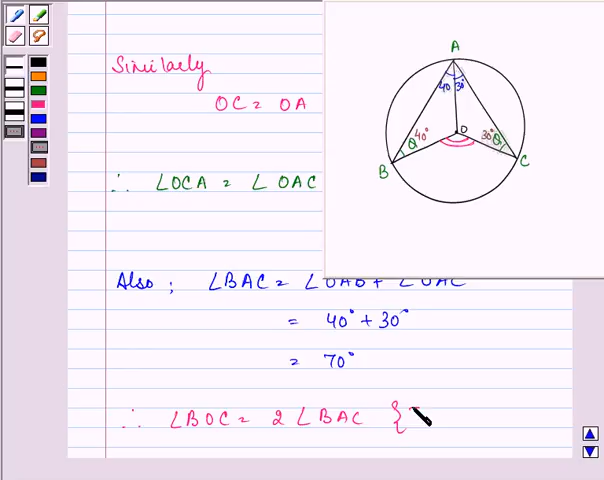 Similarly
OC = OA
∴ ∠OCA = ∠OAC
Also ; ∠BAC = ∠OAB + ∠OAC
= 40° + 30°
= 70°
∴ ∠BOC = 2 ∠BAC {
A
40 30°
O
40° 30°
B C